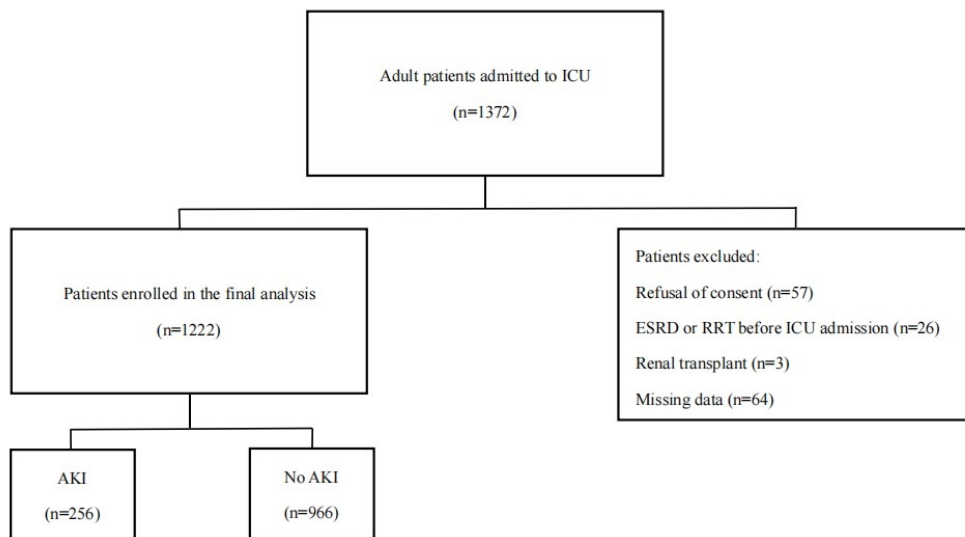 Adult patients admitted to ICU
(n=1372)
Patients enrolled in the final analysis
(n=1222)
Patients excluded:
Refusal of consent (n=57)
ESRD or RRT before ICU admission (n=26)
Renal transplant (n=3)
Missing data (n=64)
AKI
(n=256)
No AKI
(n=966)